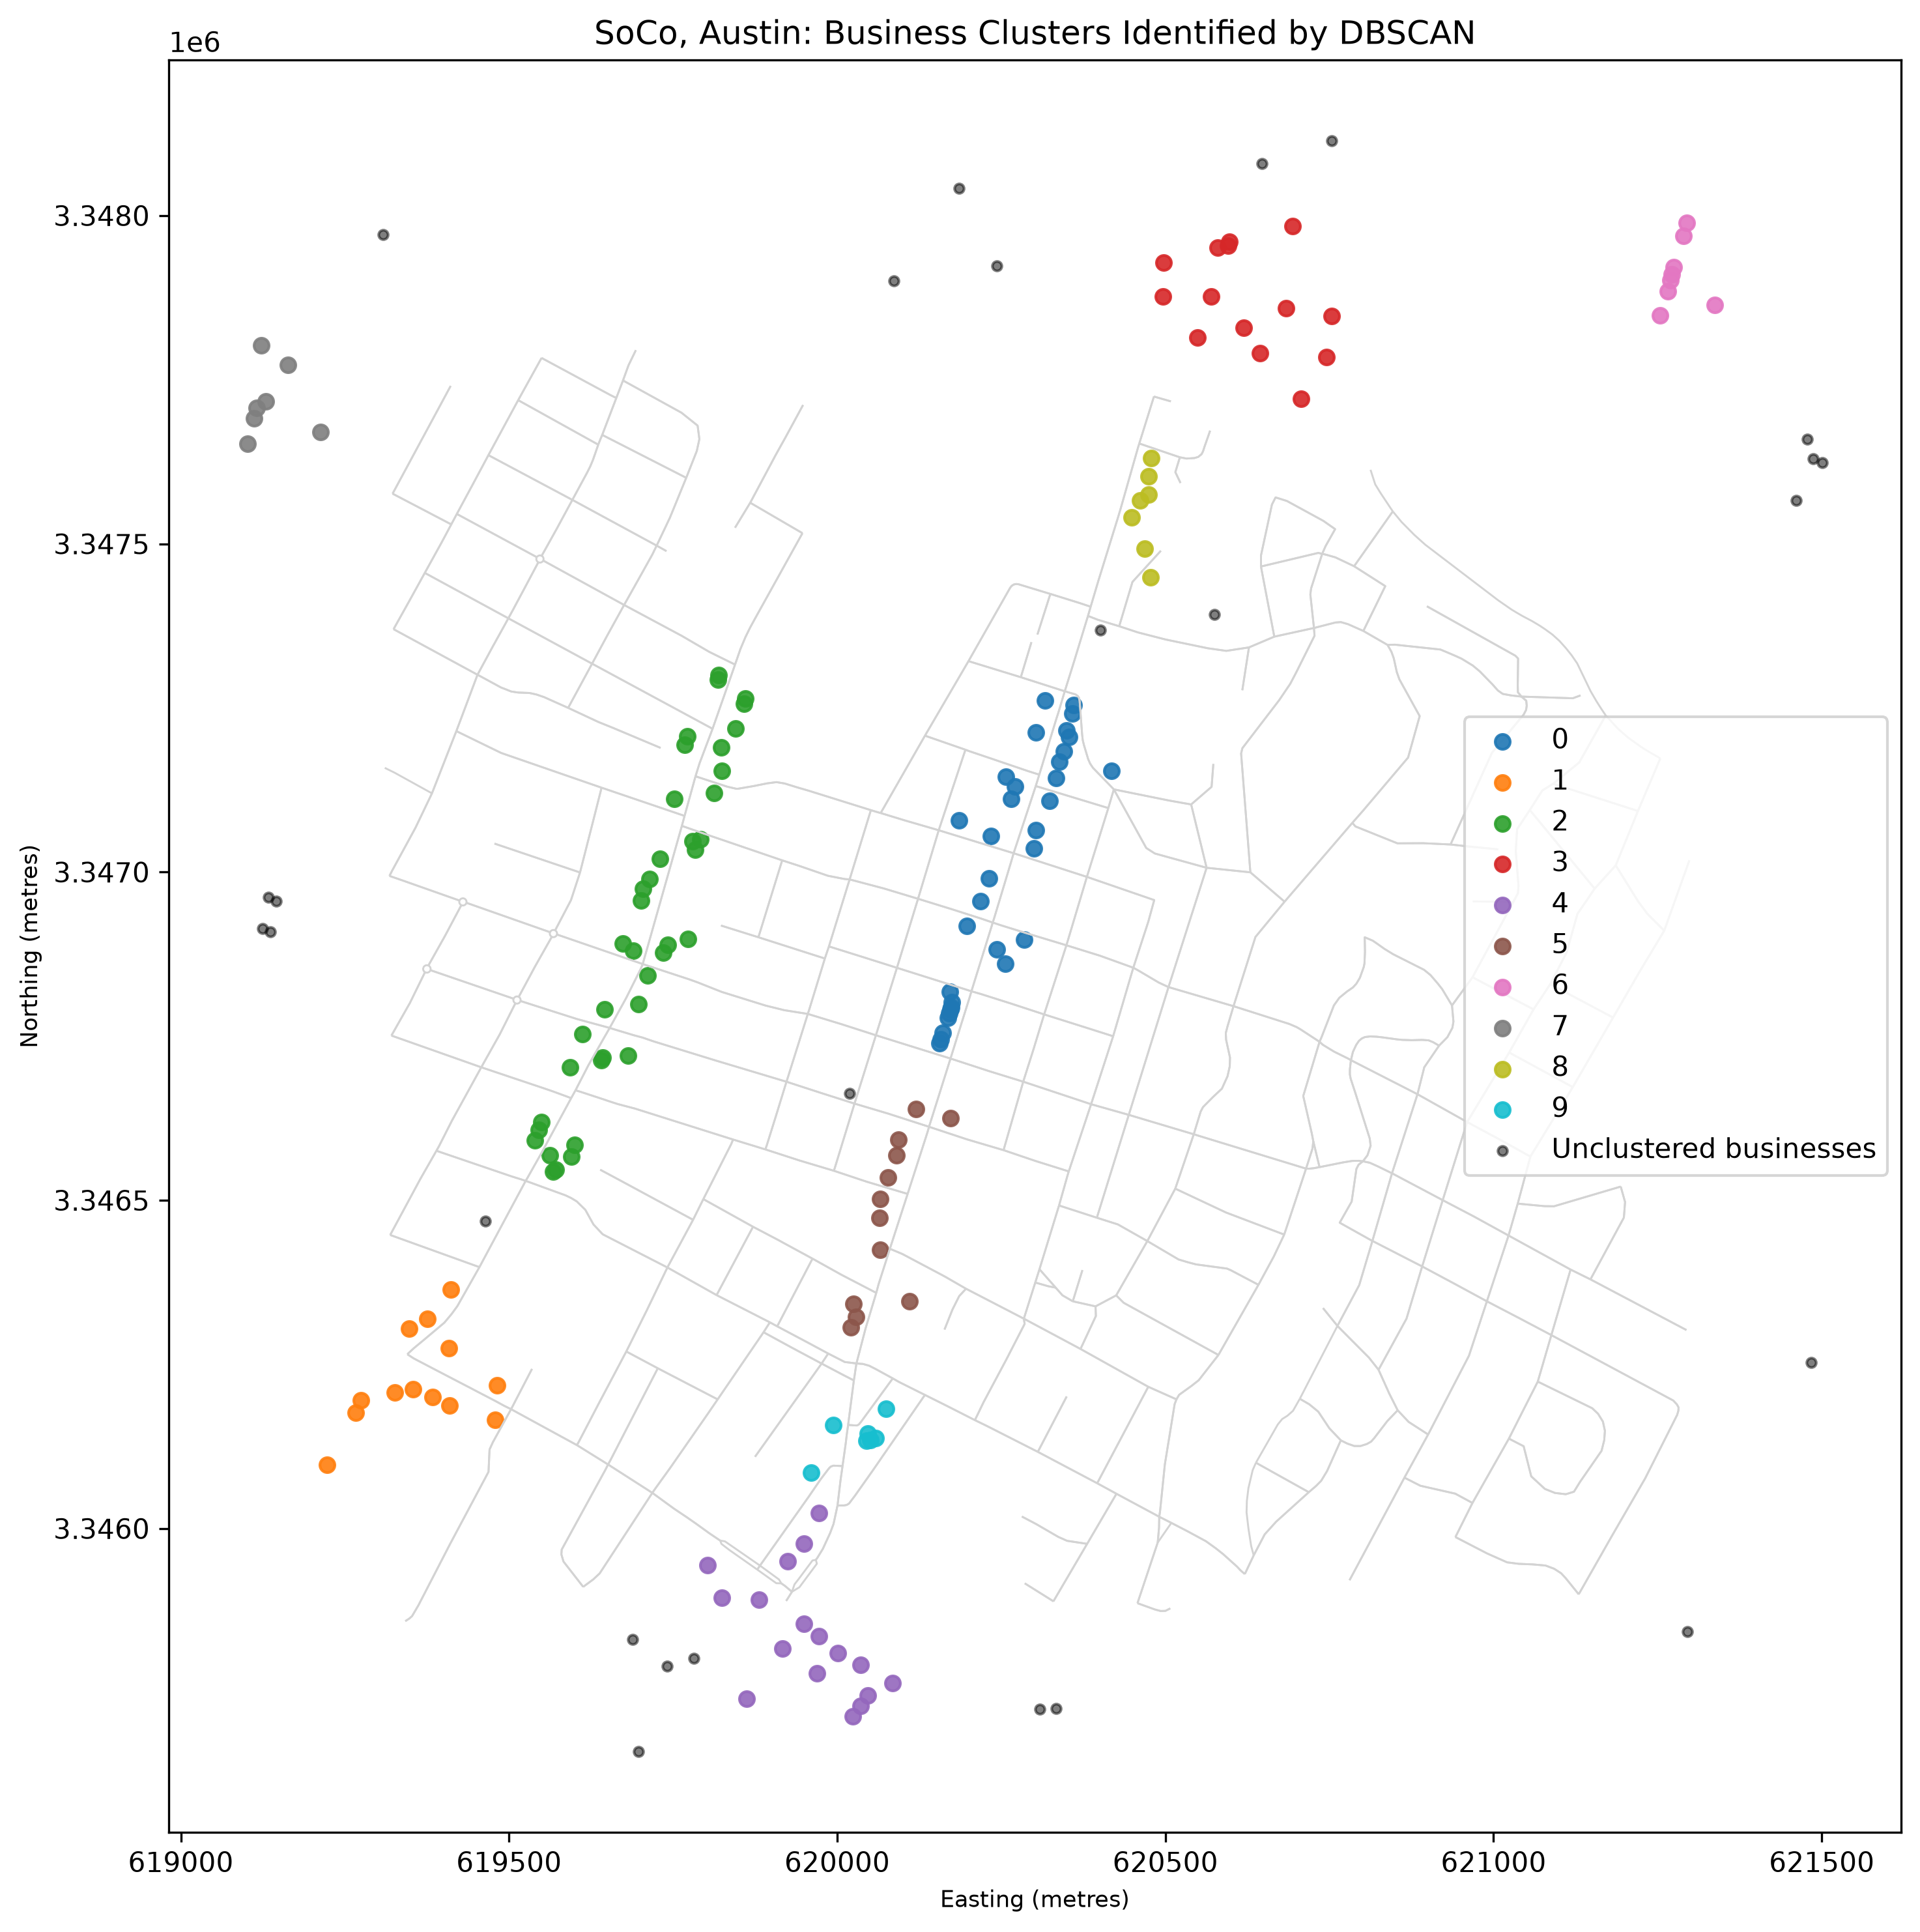 SoCo, Austin: Business Clusters Identified by DBSCAN
1e6
3.3480
3.3475
3.3470
3.3465
3.3460
Northing (metres)
0
1
2
3
4
5
6
7
8
9
Unclustered businesses
619000 619500 620000 620500 621000 621500
Easting (metres)